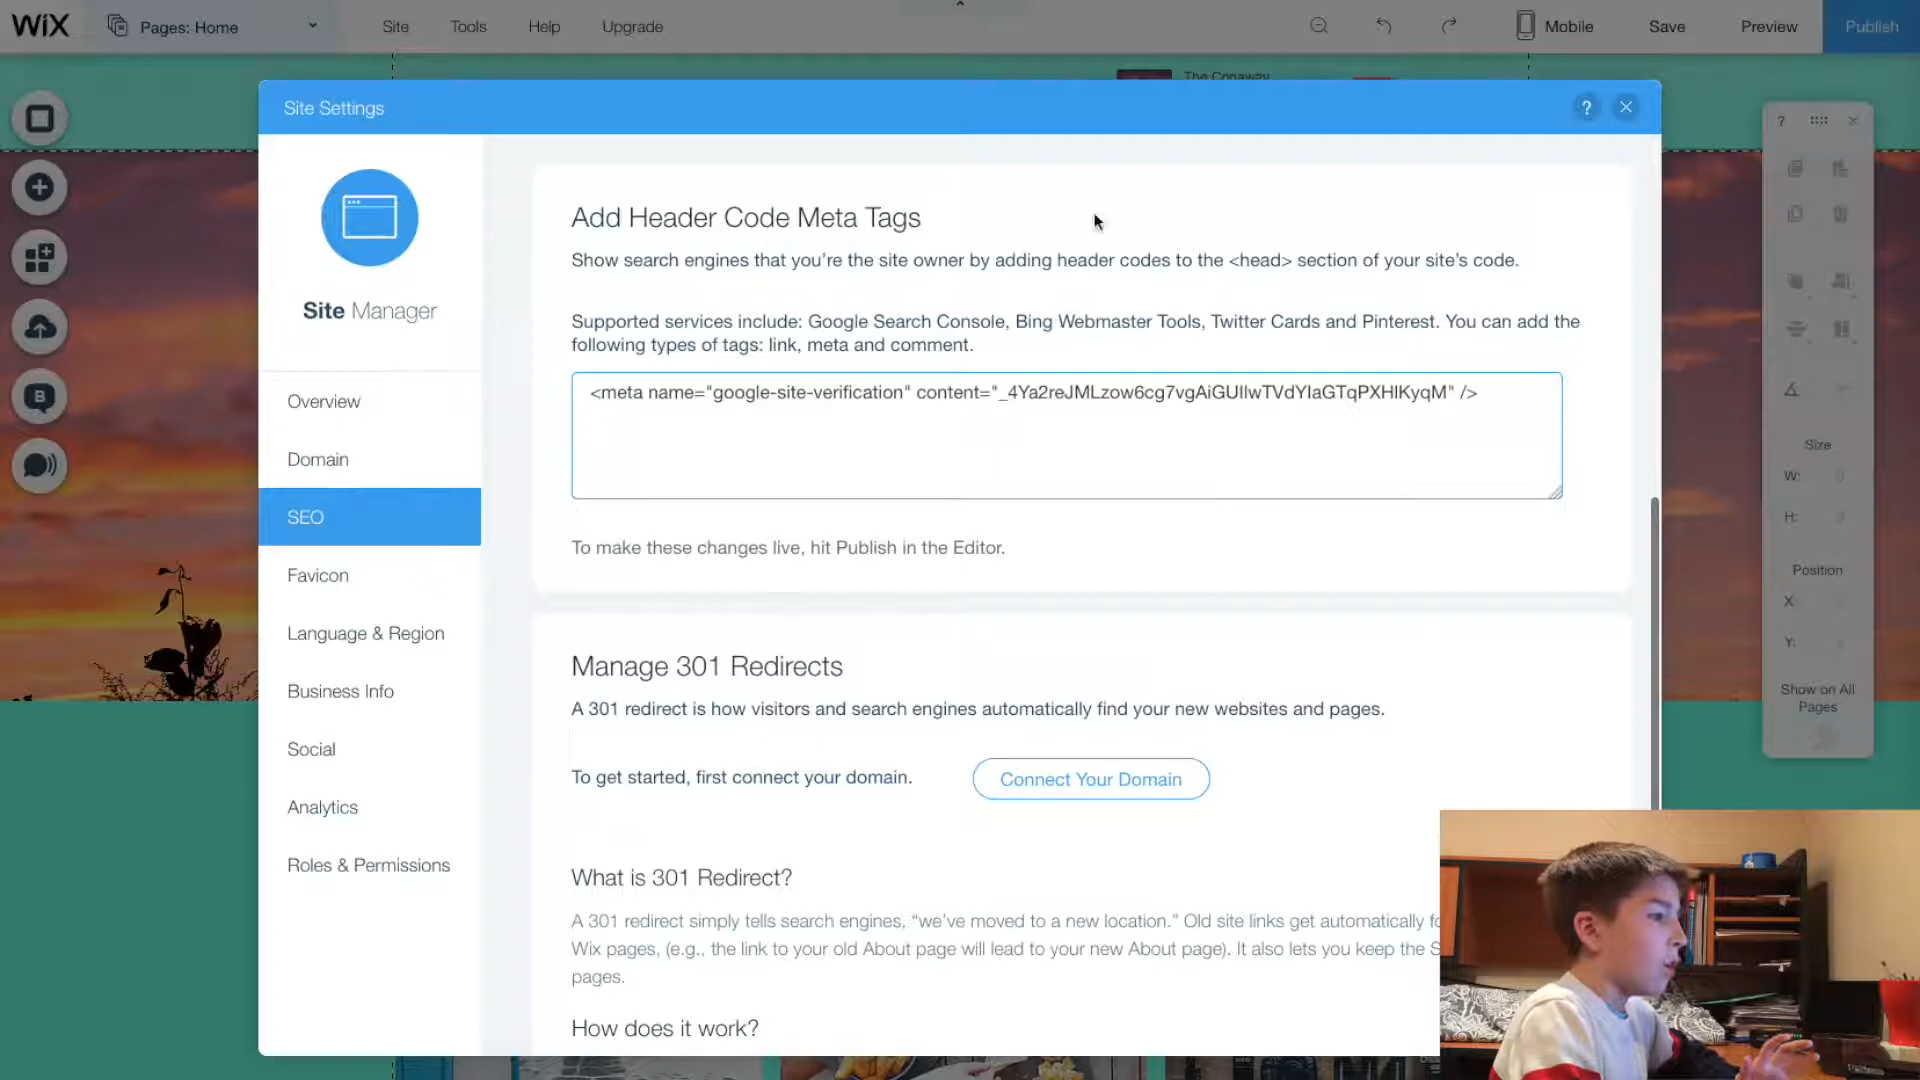 WiX
Pages: Home
Site
Tools
Help
Upgrade
Mobile
Save
Preview
Publish
The Conaway
Site Settings
?
Site Manager
Overview
Domain
SEO
Favicon
Language & Region
Business Info
Social
Analytics
Roles & Permissions
Add Header Code Meta Tags
Show search engines that you're the site owner by adding header codes to the <head> section of your site's code.
Supported services include: Google Search Console, Bing Webmaster Tools, Twitter Cards and Pinterest. You can add the
following types of tags: link, meta and comment.
<meta name="google-site-verification" content="_4Ya2reJMLzow6cg7vgAiGUIlwTVdYIaGTqPXHIKyqM" />
To make these changes live, hit Publish in the Editor.
Manage 301 Redirects
A 301 redirect is how visitors and search engines automatically find your new websites and pages.
To get started, first connect your domain.
Connect Your Domain
What is 301 Redirect?
A 301 redirect simply tells search engines, “we've moved to a new location.” Old site links get automatically
Wix pages, (e.g., the link to your old About page will lead to your new About page). It also lets you keep the
pages.
How does it work?
?
Size
W:
H:
Position
X:
Y:
Show on All
Pages
B